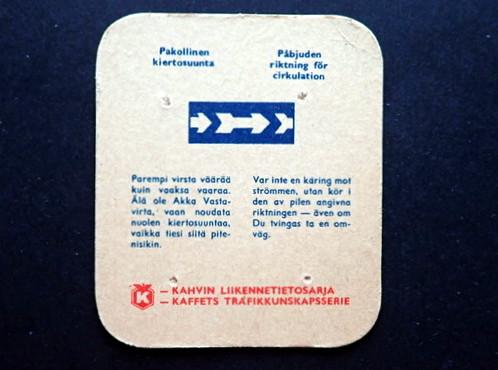 Pakollinen
kiertosuunta
Påbjuden
riktning för
cirkulation
Parempi virsta väärää
kuin vaaksa vaaraa.
Älä ole Akka Vasta-
virta, vaan noudata
nuolen kiertosuuntaa,
vaikka tiesi siitä pite-
nisikin.
Var inte en käring mot
strömmen, utan kör i
den av pilen angivna
riktningen — även om
Du tvingas ta en om-
väg.
K
— KAHVIN LIIKENNETIETOSARJA
— KAFFETS TRAFIKKUNSKAPSSERIE